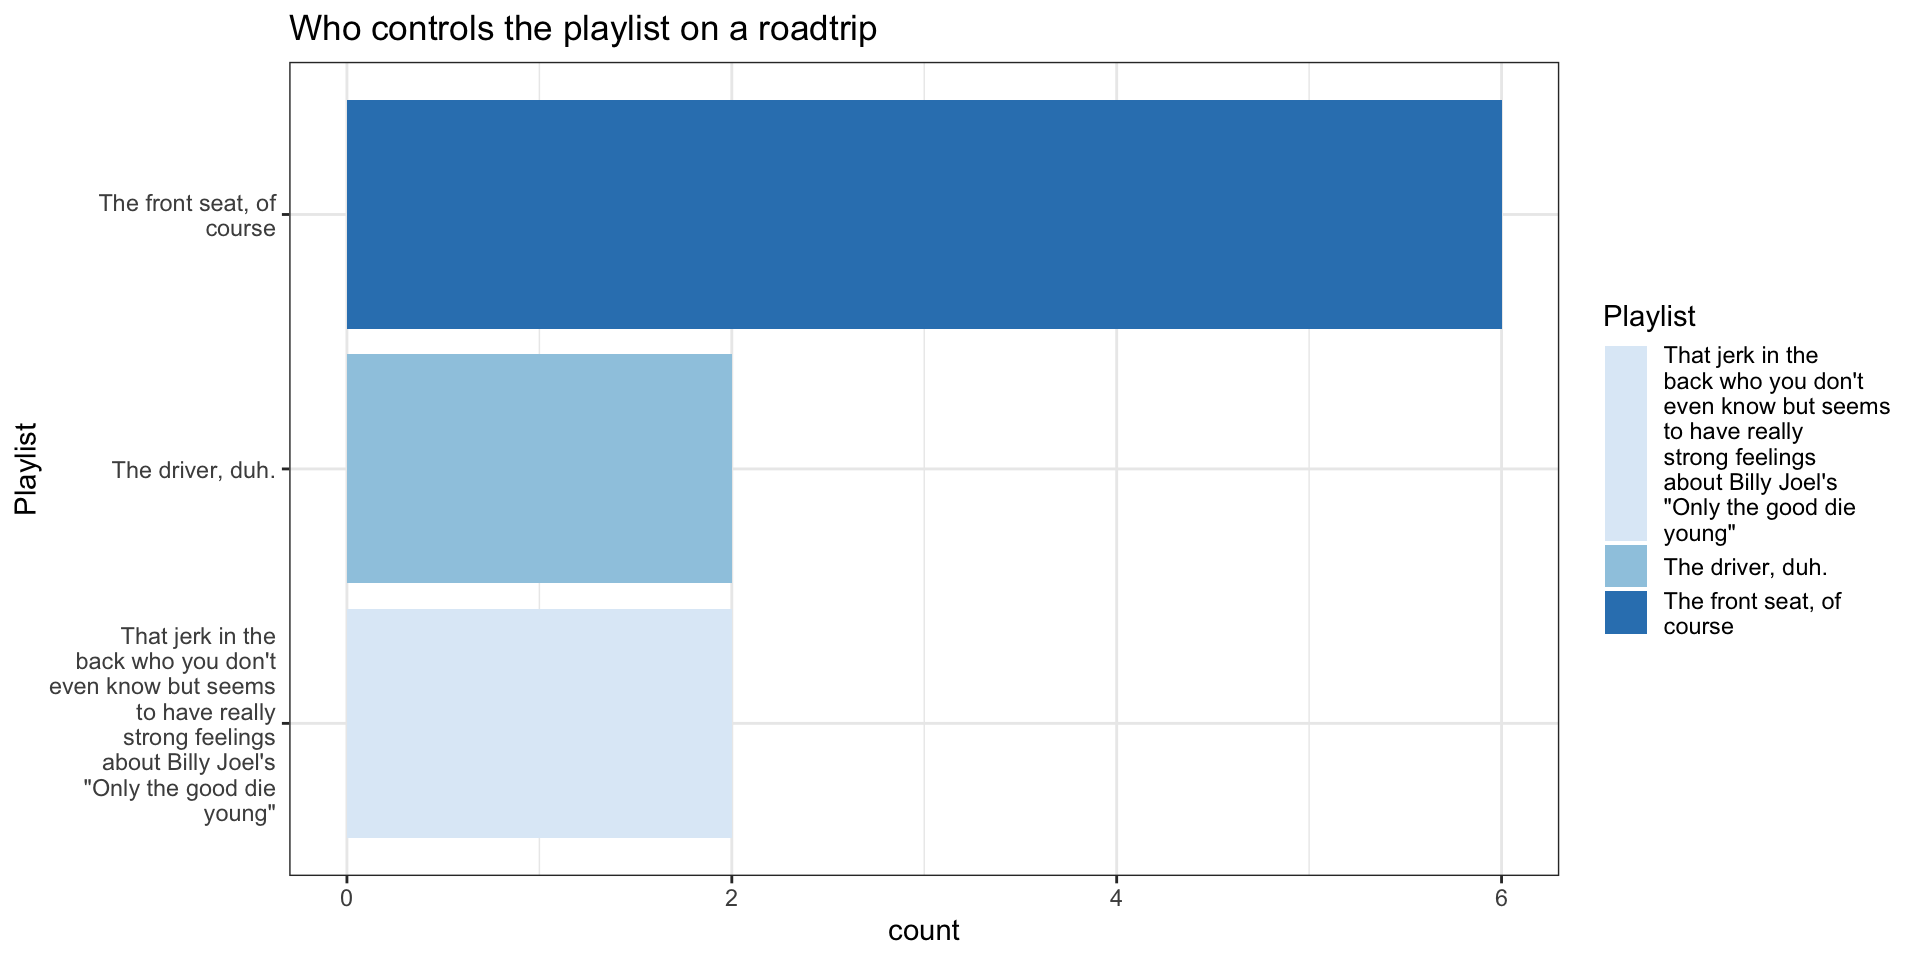 Who controls the playlist on a roadtrip
Playlist
The front seat, of
course
The driver, duh.
That jerk in the
back who you don't
even know but seems
to have really
strong feelings
about Billy Joel's
"Only the good die
young"
0 2 4 6
count
Playlist
That jerk in the
back who you don't
even know but seems
to have really
strong feelings
about Billy Joel's
"Only the good die
young"
The driver, duh.
The front seat, of
course